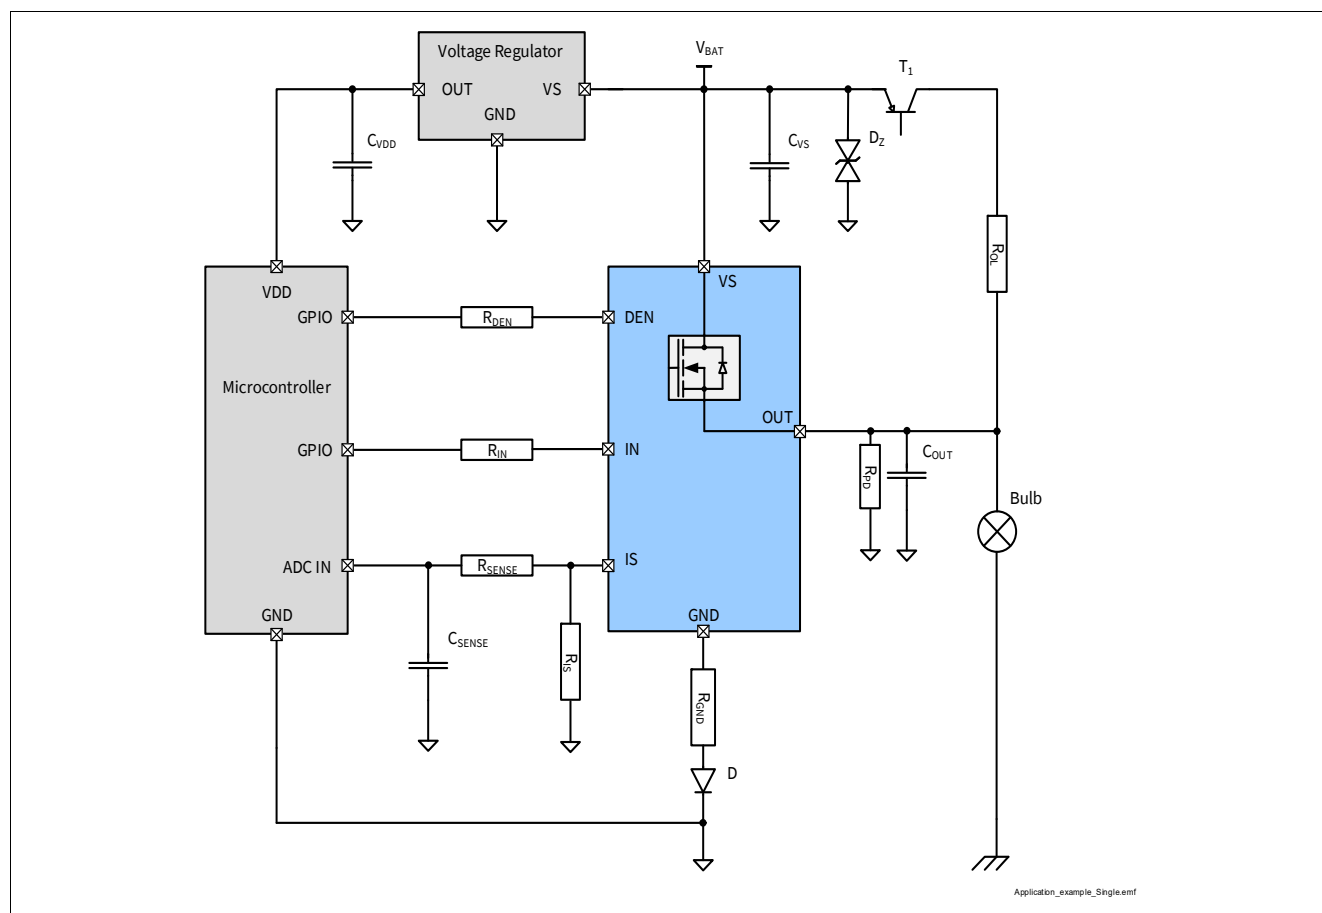 Voltage Regulator
OUT
VS
GND
VBAT
T1
CVDD
CVS
DZ
ROL
VDD
GPIO
RDEN
DEN
VS
Microcontroller
OUT
GPIO
RIN
IN
COUT
RPD
Bulb
ADC IN
RSENSE
IS
GND
GND
CSENSE
RIS
RGND
D
Application_example_Single.emf